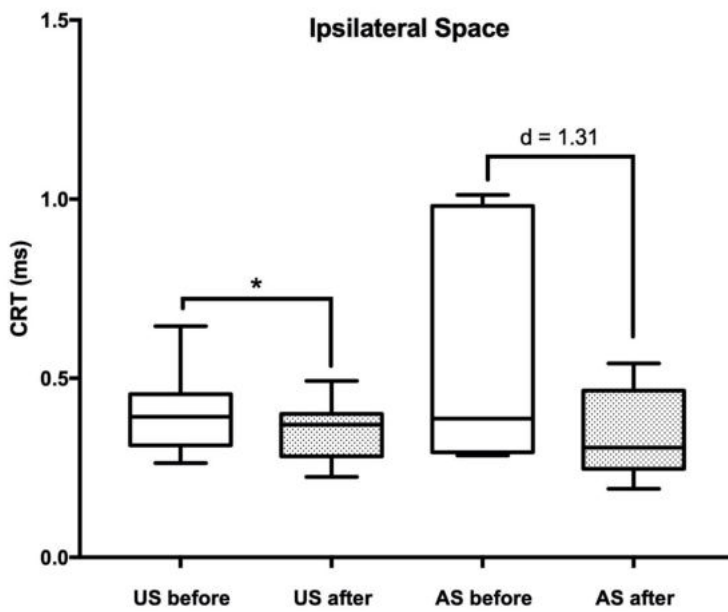 Ipsilateral Space
1.5
1.0
0.5
0.0
CRT (ms)
*
d = 1.31
US before
US after
AS before
AS after